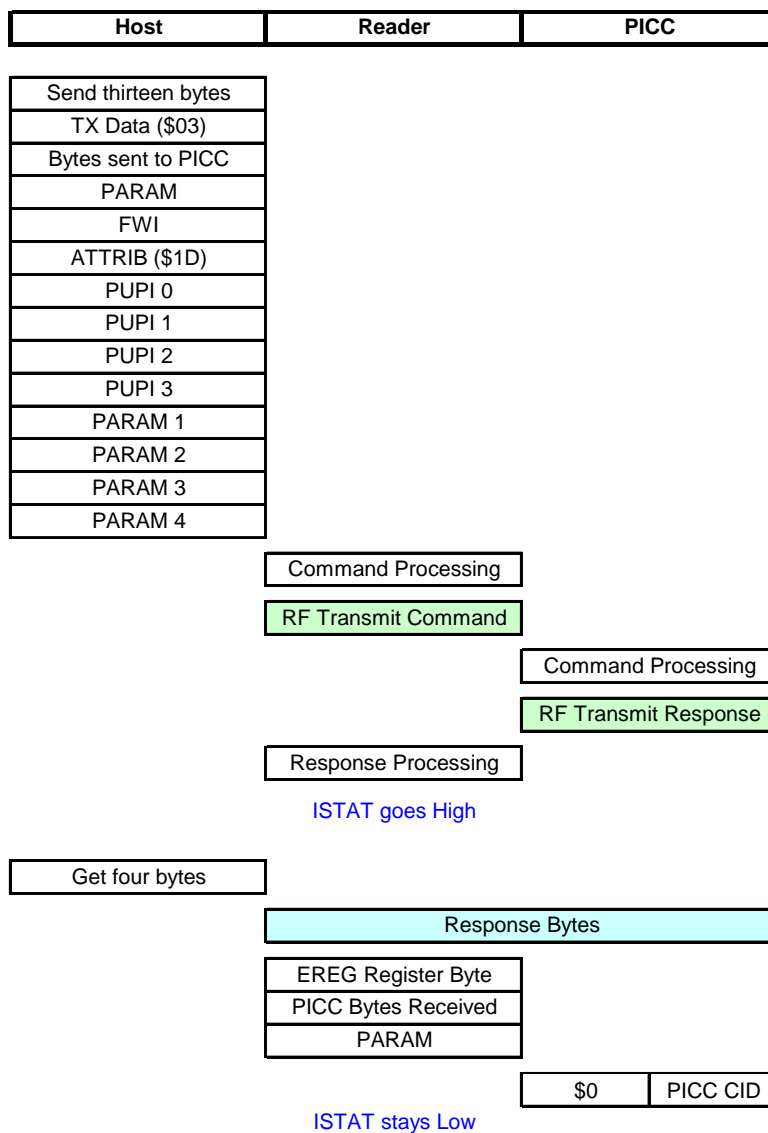 Host Reader PICC
Send thirteen bytes
TX Data ($03)
Bytes sent to PICC
PARAM
FWI
ATTRIB ($1D)
PUPI 0
PUPI 1
PUPI 2
PUPI 3
PARAM 1
PARAM 2
PARAM 3
PARAM 4
Command Processing
RF Transmit Command
Command Processing
RF Transmit Response
Response Processing
ISTAT goes High
Get four bytes
Response Bytes
EREG Register Byte
PICC Bytes Received
PARAM
$0 PICC CID
ISTAT stays Low